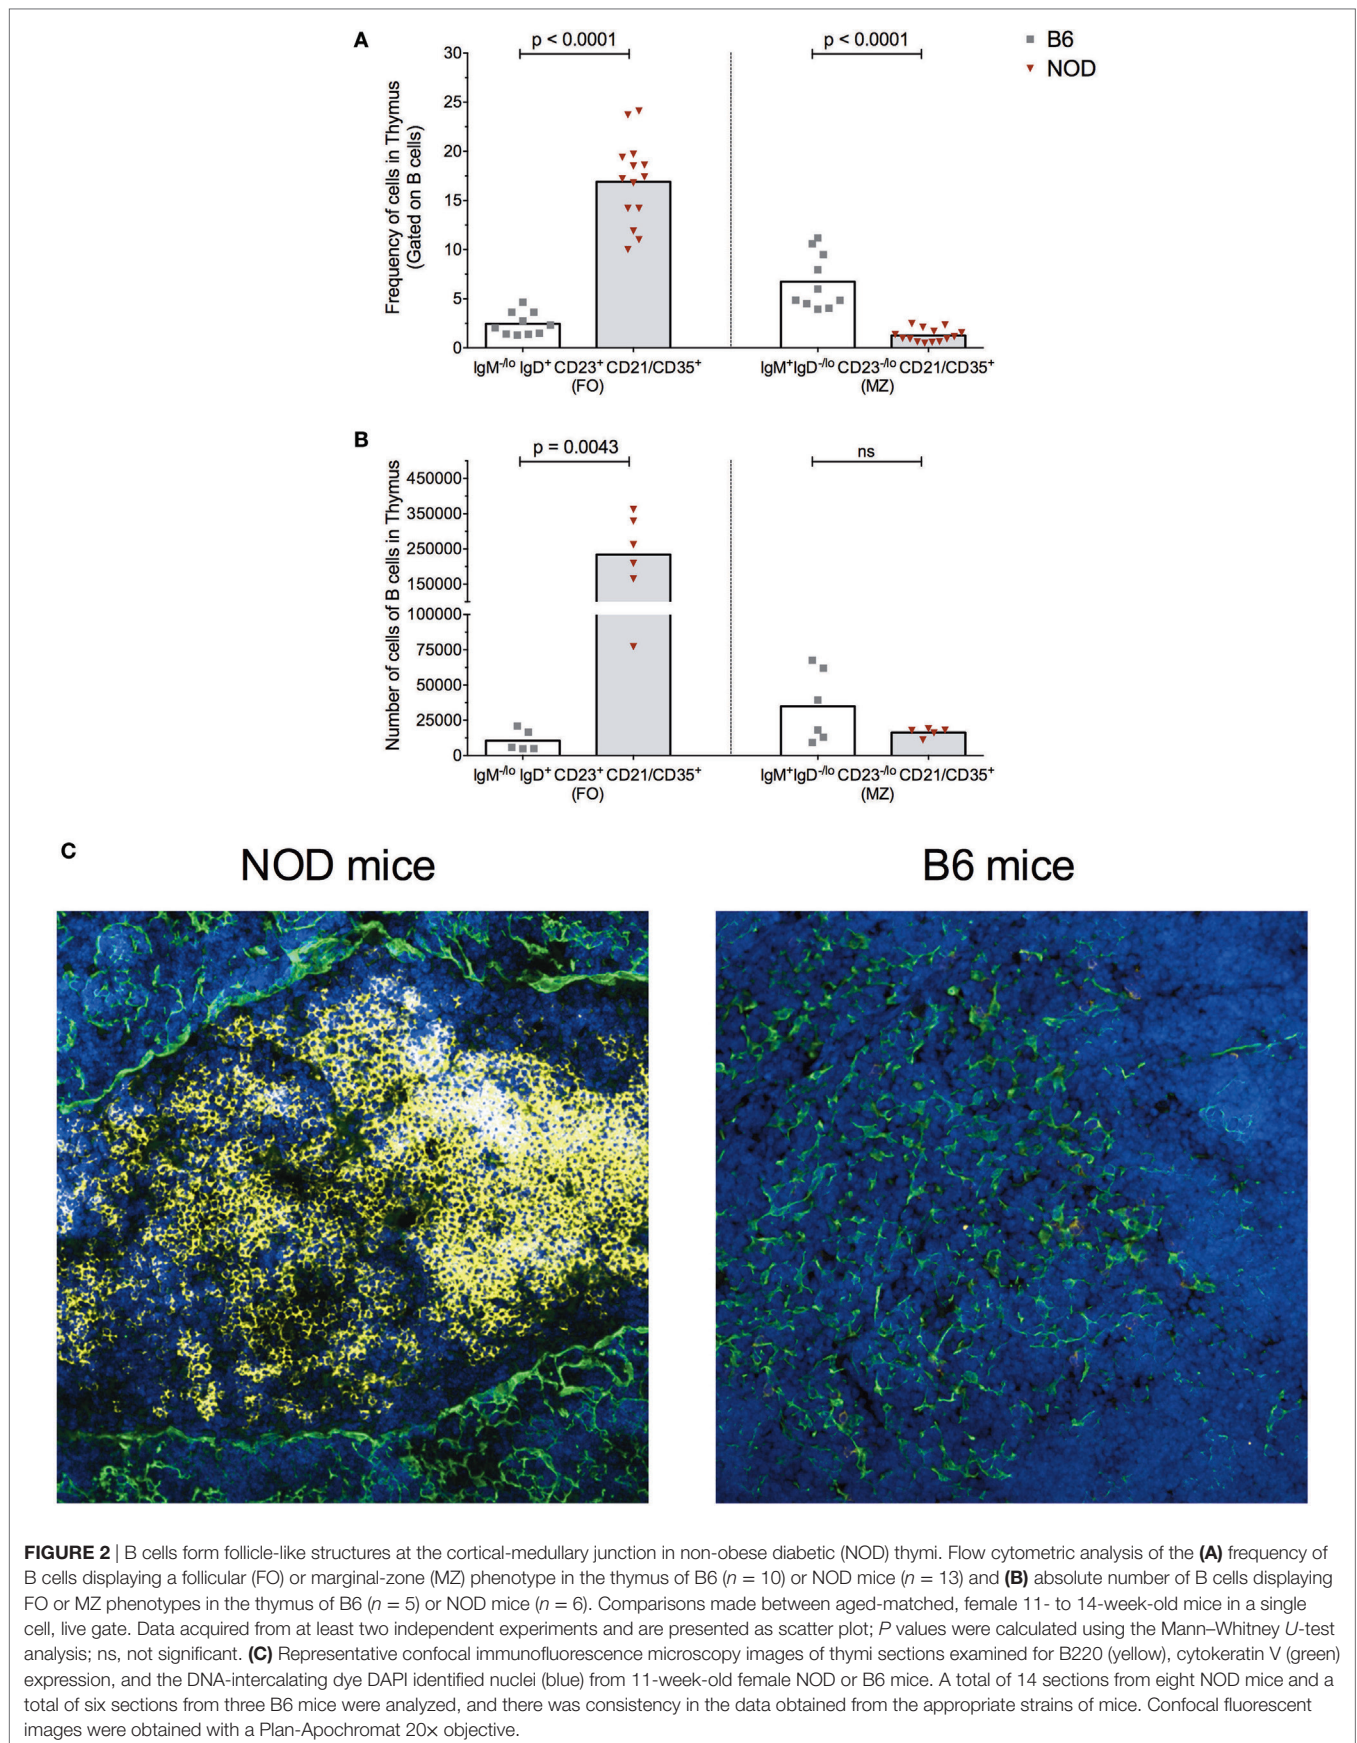 A
p < 0.0001
p < 0.0001
B6
NOD
Frequency of cells in Thymus
(Gated on B cells)
30
25
20
15
10
5
0
IgM-/lo IgD+ CD23+ CD21/CD35+
(FO)
IgM+IgD-/lo CD23-/lo CD21/CD35+
(MZ)
B
p = 0.0043
ns
Number of cells of B cells in Thymus
450000
350000
250000
150000
100000
75000
50000
25000
0
IgM-/lo IgD+ CD23+ CD21/CD35+
(FO)
IgM+IgD-/lo CD23-/lo CD21/CD35+
(MZ)
C
NOD mice
B6 mice
FIGURE 2 | B cells form follicle-like structures at the cortical-medullary junction in non-obese diabetic (NOD) thymi. Flow cytometric analysis of the (A) frequency of
B cells displaying a follicular (FO) or marginal-zone (MZ) phenotype in the thymus of B6 (n = 10) or NOD mice (n = 13) and (B) absolute number of B cells displaying
FO or MZ phenotypes in the thymus of B6 (n = 5) or NOD mice (n = 6). Comparisons made between aged-matched, female 11- to 14-week-old mice in a single
cell, live gate. Data acquired from at least two independent experiments and are presented as scatter plot; P values were calculated using the Mann–Whitney U-test
analysis; ns, not significant. (C) Representative confocal immunofluorescence microscopy images of thymi sections examined for B220 (yellow), cytokeratin V (green)
expression, and the DNA-intercalating dye DAPI identified nuclei (blue) from 11-week-old female NOD or B6 mice. A total of 14 sections from eight NOD mice and a
total of six sections from three B6 mice were analyzed, and there was consistency in the data obtained from the appropriate strains of mice. Confocal fluorescent
images were obtained with a Plan-Apochromat 20× objective.